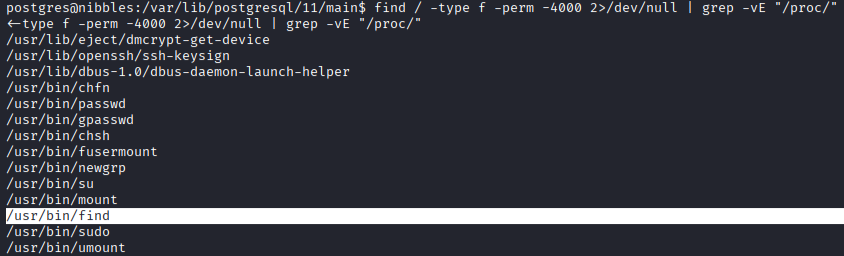 postgres@nibbles:/var/lib/postgresql/11/main$ find / -type f -perm -4000 2>/dev/null | grep -vE "/proc/"
<-type f -perm -4000 2>/dev/null | grep -vE "/proc/"
/usr/lib/eject/dmcrypt-get-device
/usr/lib/openssh/ssh-keysign
/usr/lib/dbus-1.0/dbus-daemon-launch-helper
/usr/bin/chfn
/usr/bin/passwd
/usr/bin/gpasswd
/usr/bin/chsh
/usr/bin/fusermount
/usr/bin/newgrp
/usr/bin/su
/usr/bin/mount
/usr/bin/find
/usr/bin/sudo
/usr/bin/umount